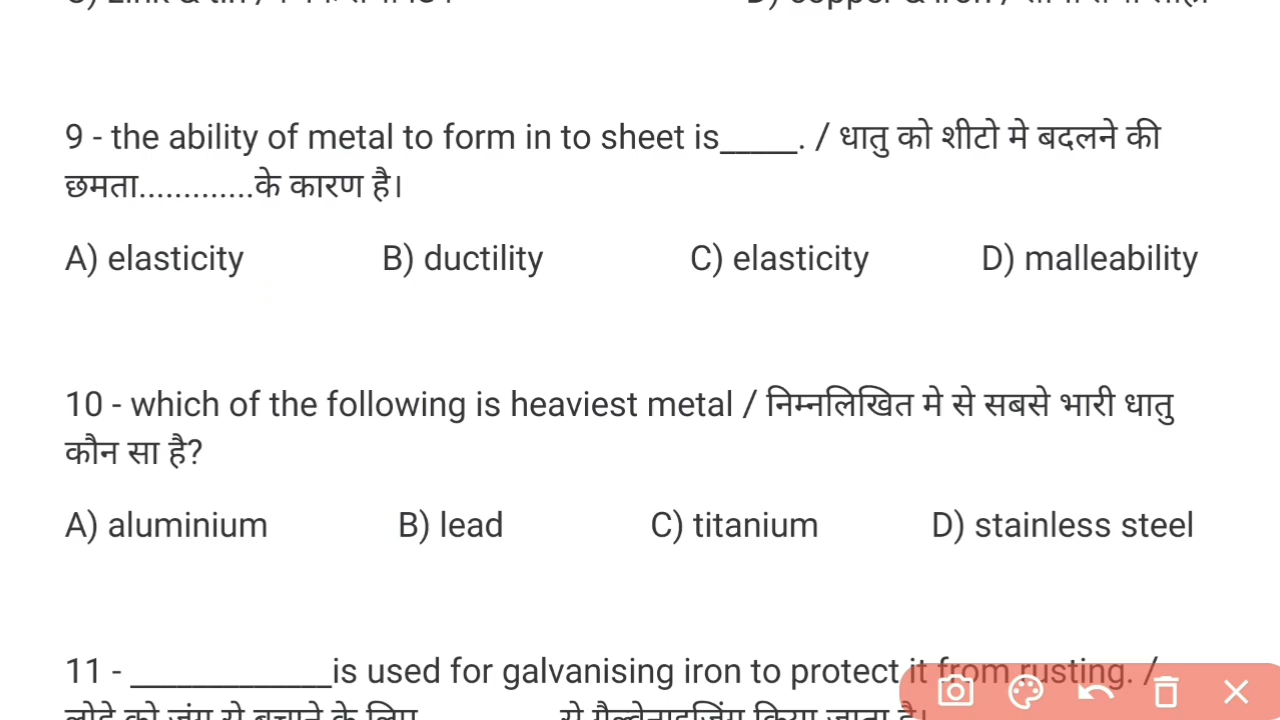 9 - the ability of metal to form in to sheet is_____. / धातु को शीटो मे बदलने की
छमता.............के कारण है।
A) elasticity B) ductility C) elasticity D) malleability
10 - which of the following is heaviest metal / निम्नलिखित मे से सबसे भारी धातु
कौन सा है?
A) aluminium B) lead C) titanium D) stainless steel
11 - _____________is used for galvanising iron to protect it from rusting. /